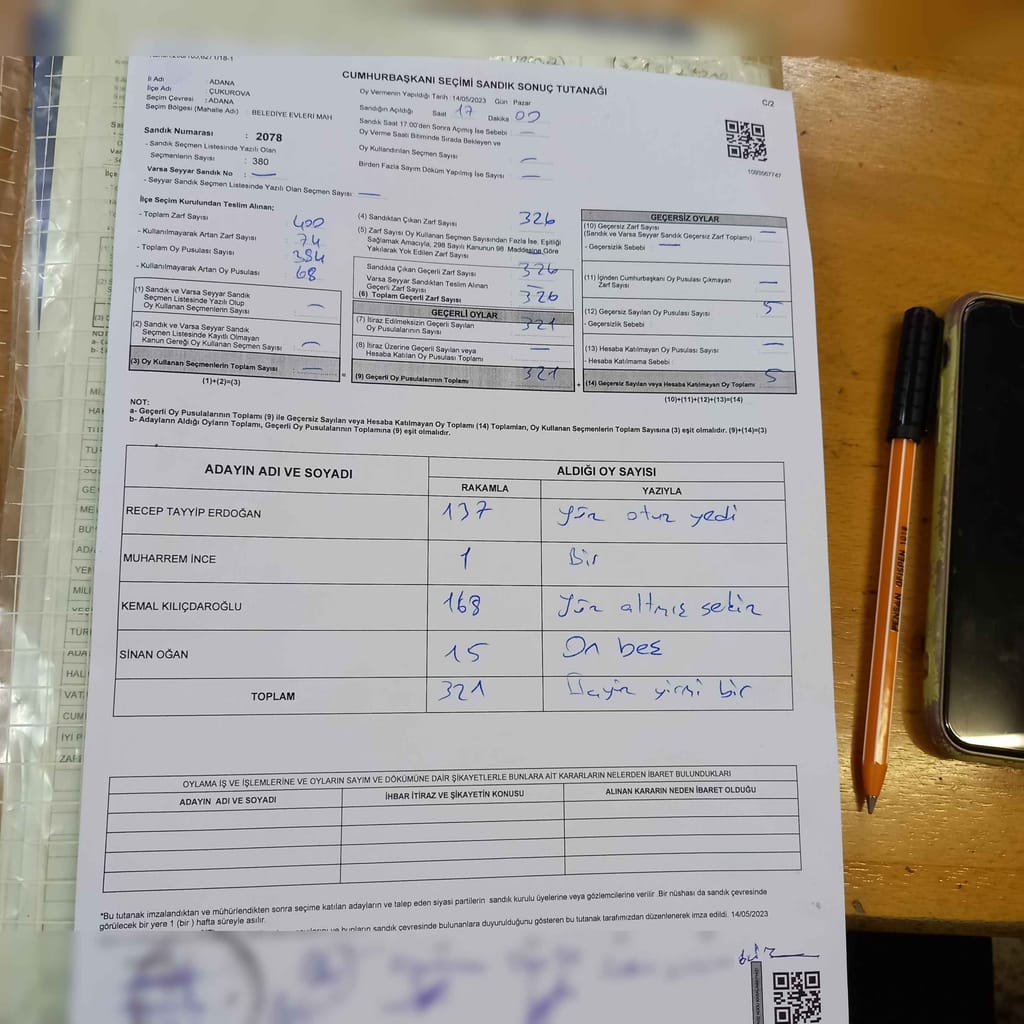 CUMHURBAŞKANI SEÇİMİ SANDIK SONUÇ TUTANAĞI
C/2
İl Adı : ADANA
İlçe Adı : ÇUKUROVA
Seçim Çevresi : ADANA
Seçim Bölgesi (Mahalle Adı) : BELEDİYE EVLERI MAH
Oy Vermenin Yapıldığı Tarih :14/05/2023 Gün Pazar
Sandığın Açıldığı Saat 17 Dakika 00
Sandık Saat 17:00'den Sonra Açımış İse Sebebi : —
Oy Verme Saati Bitiminde Sırada Bekleyen ve
Oy Kullandırılan Seçmen Sayısı —
Birden Fazla Sayım Döküm Yapılmış İse Sayısı —
1095567747
Sandık Numarası : 2078
- Sandık Seçmen Listesinde Yazılı Olan
Seçmenlerin Sayısı : 380
Varsa Seyyar Sandık No : —
- Seyyar Sandık Seçmen Listesinde Yazılı Olan Seçmen Sayısı: —
İlçe Seçim Kurulundan Teslim Alınan;
- Toplam Zarf Sayısı : 400
- Kullanılmayarak Artan Zarf Sayısı : 74
- Toplam Oy Pusulası Sayısı : 394
- Kullanılmayarak Artan Oy Pusulası : 68
(1) Sandık ve Varsa Seyyar Sandık
Seçmen Listesinde Yazılı Olup
Oy Kullanan Seçmenlerin Sayısı : —
(2) Sandık ve Varsa Seyyar Sandık
Seçmen Listesinde Kayıtlı Olmayan
Kanun Gereği Oy Kullanan Seçmen Sayısı : —
(3) Oy Kullanan Seçmenlerin Toplam Sayısı : —
(1)+(2)=(3)
(4) Sandıktan Çıkan Zarf Sayısı 326
(5) Zarf Sayısı Oy Kullanan Seçmen Sayısından Fazla İse, Eşitliği
Sağlamak Amacıyla, 298 Sayılı Kanunun 98 Maddesine Göre
Yakılarak Yok Edilen Zarf Sayısı
Sandıkta Çıkan Geçerli Zarf Sayısı : 326
Varsa Seyyar Sandıktan Teslim Alınan
Geçerli Zarf Sayısı : —
(6) Toplam Geçerli Zarf Sayısı : 326
GEÇERLİ OYLAR
(7) İtiraz Edilmeksizin Geçerli Sayılan
Oy Pusulalarının Sayısı : 321
(8) İtiraz Üzerine Geçerli Sayılan veya
Hesaba Katılan Oy Pusulası Toplamı : —
(9) Geçerli Oy Pusulalarının Toplamı : 321
GEÇERSİZ OYLAR
(10) Geçersiz Zarf Sayısı : —
(Sandık ve Varsa Seyyar Sandık Geçersiz Zarf Toplamı)
- Geçersizlik Sebebi : —
(11) İçinden Cumhurbaşkanı Oy Pusulası Çıkmayan
Zarf Sayısı : —
(12) Geçersiz Sayılan Oy Pusulası Sayısı : 5
- Geçersizlik Sebebi :
(13) Hesaba Katılmayan Oy Pusulası Sayısı : —
- Hesaba Katılmama Sebebi :
(14) Geçersiz Sayılan veya Hesaba Katılmayan Oy Toplamı : 5
(10)+(11)+(12)+(13)=(14)
NOT:
a- Geçerli Oy Pusulalarının Toplamı (9) ile Geçersiz Sayılan veya Hesaba Katılmayan Oy Toplamı (14) Toplamları, Oy Kullanan Seçmenlerin Toplam Sayısına (3) eşit olmalıdır. (9)+(14)=(3)
b- Adayların Aldığı Oyların Toplamı, Geçerli Oy Pusulalarının Toplamına (9) eşit olmalıdır.
ADAYIN ADI VE SOYADI ALDIĞI OY SAYISI
RAKAMLA YAZIYLA
RECEP TAYYİP ERDOĞAN 137 Yüz otuz yedi
MUHARREM İNCE 1 Bir
KEMAL KILIÇDAROĞLU 168 Yüz altmış sekiz
SİNAN OĞAN 15 On beş
TOPLAM 321 yirmi bir
OYLAMA İŞ VE İŞLEMLERİNE VE OYLARIN SAYIM VE DÖKÜMÜNE DAİR ŞİKAYETLERLE BUNLARA AİT KARARLARIN NELERDEN İBARET BULUNDUKLARI
ADAYIN ADI VE SOYADI İHBAR İTİRAZ VE ŞİKAYETİN KONUSU ALINAN KARARIN NEDEN İBARET OLDUĞU
*Bu tutanak imzalandıktan ve mühürlendikten sonra seçime katılan adayların ve talep eden siyasi partilerin sandık kurulu üyelerine veya gözlemcilerine verilir .Bir nüshası da sandık çevresinde
görülecek bir yere 1 (bir ) hafta süreyle asılır.
bunların sandık çevresinde bulunanlara duyurulduğunu gösteren bu tutanak tarafımızdan düzenlenerek imza edildi. 14/05/2023
PENSAN OFISPEN 1010